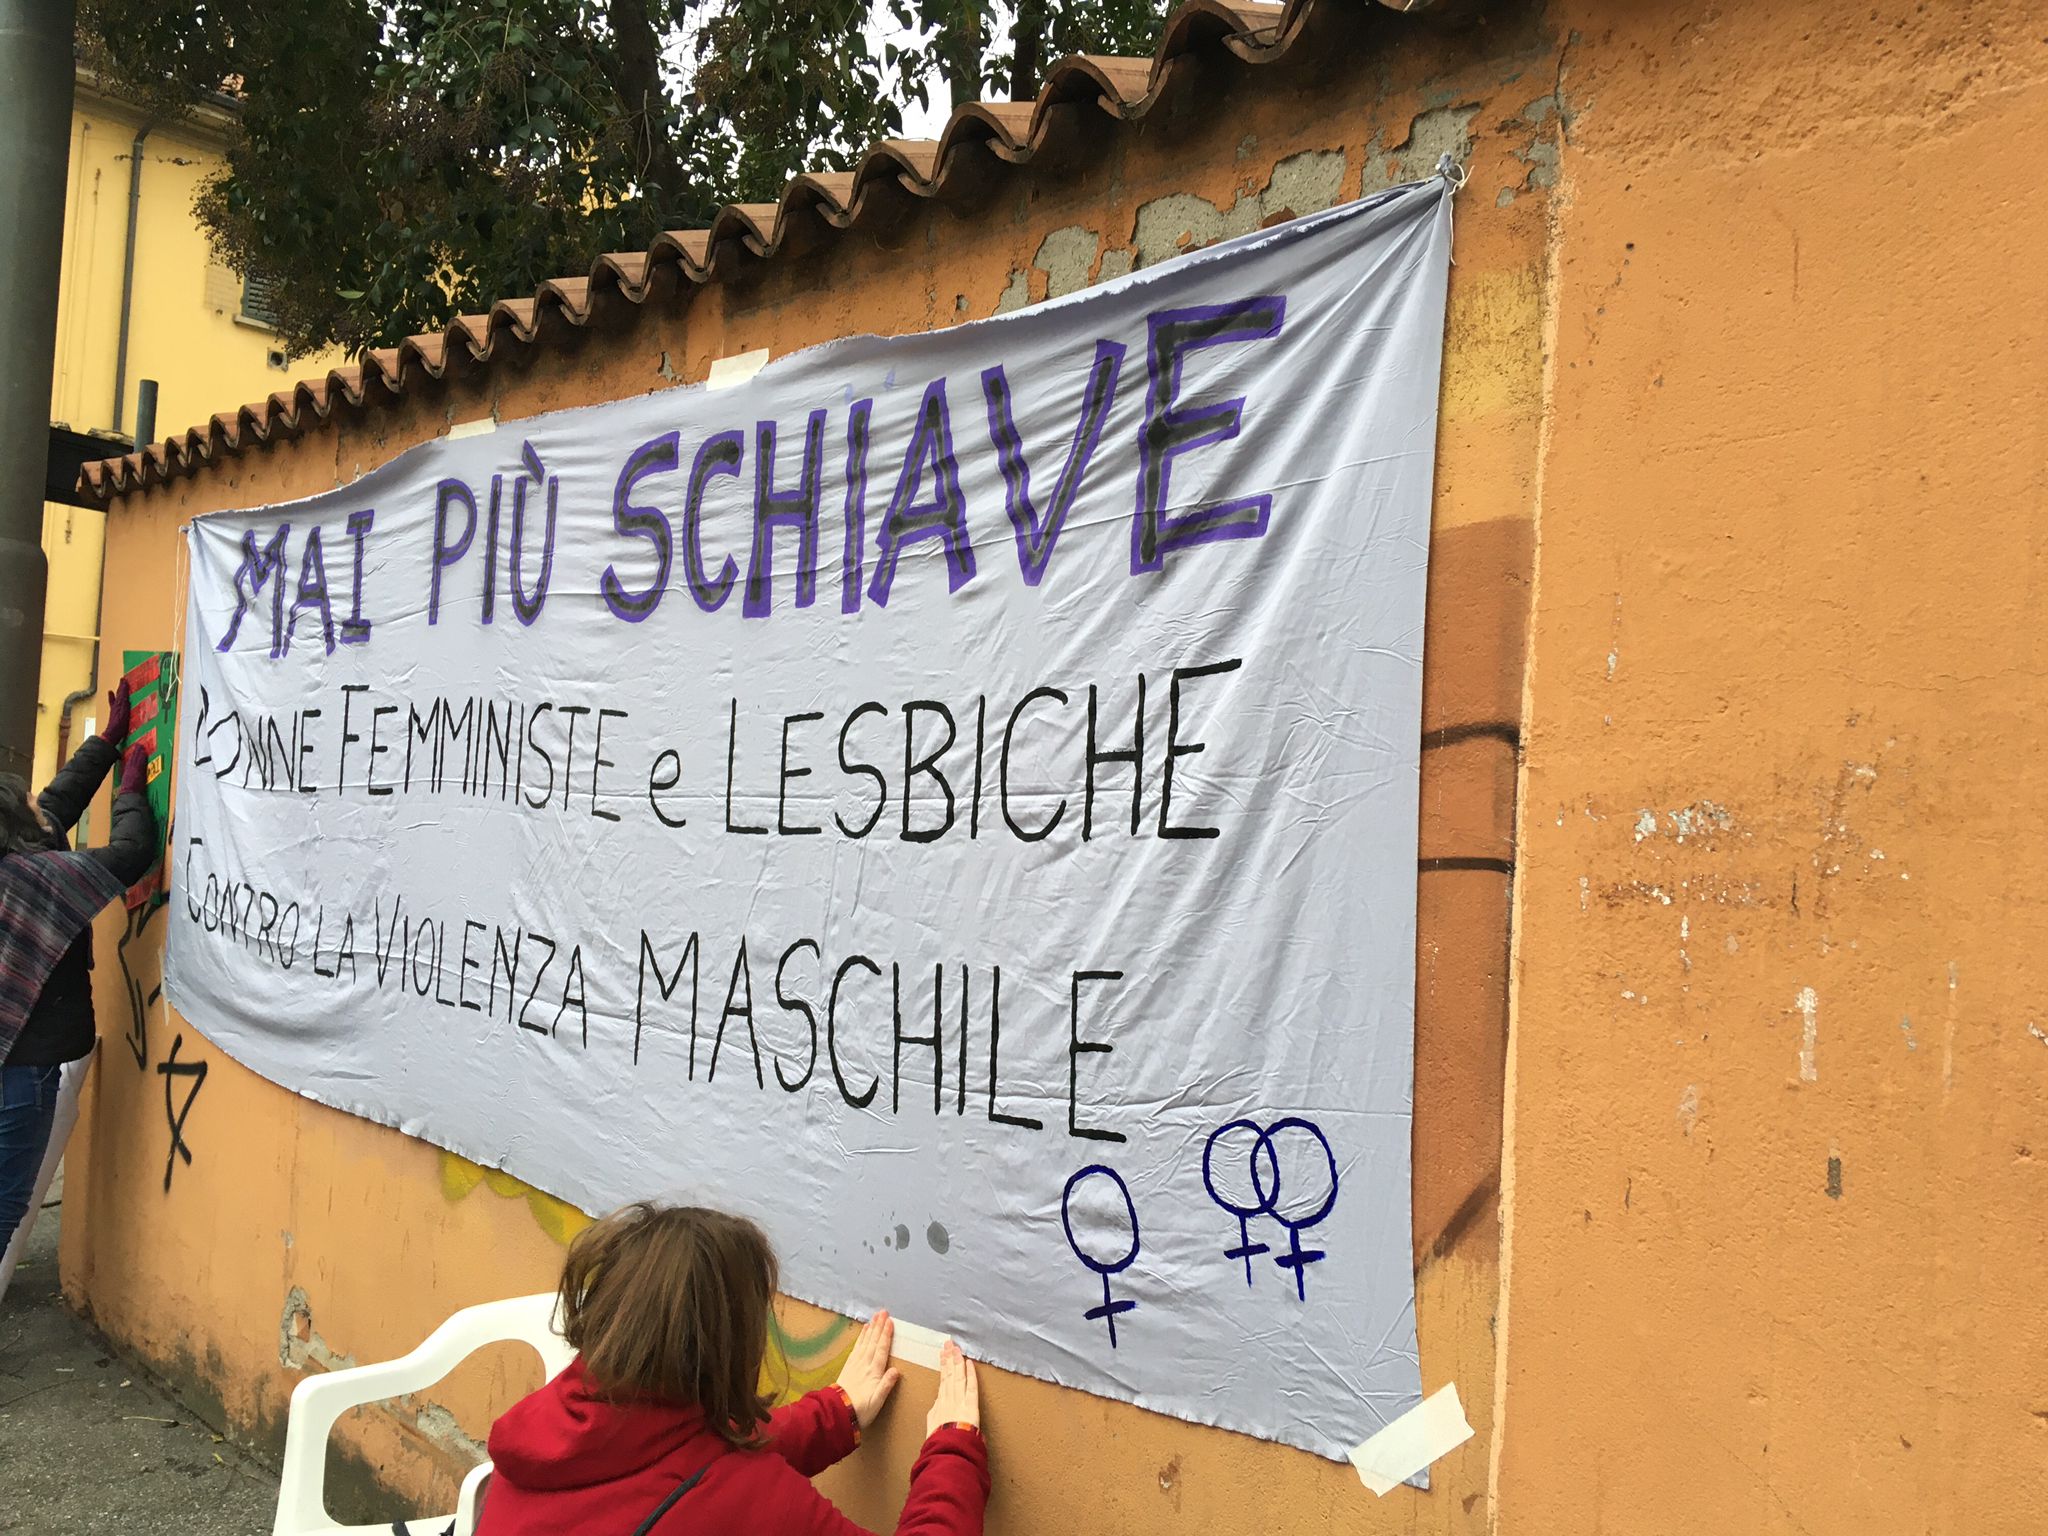 MAI PIÙ SCHIAVE
DONNE FEMMINISTE e LESBICHE
CONTRO LA VIOLENZA MASCHILE